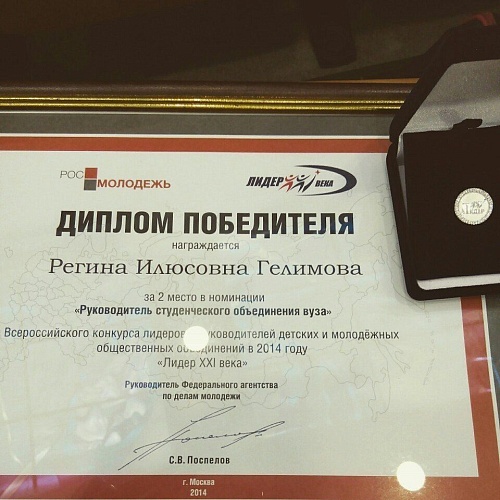 РОСМОЛОДЕЖЬ
ЛИДЕР ВЕКА
ДИПЛОМ ПОБЕДИТЕЛЯ
награждается
Регина Илюсовна Гелимова
за 2 место в номинации
«Руководитель студенческого объединения вуза»
Всероссийского конкурса лидеров руководителей детских и молодёжных
общественных объединений в 2014 году
«Лидер XXI века»
Руководитель Федерального агентства
по делам молодежи
С.В. Поспелов
г. Москва
2014